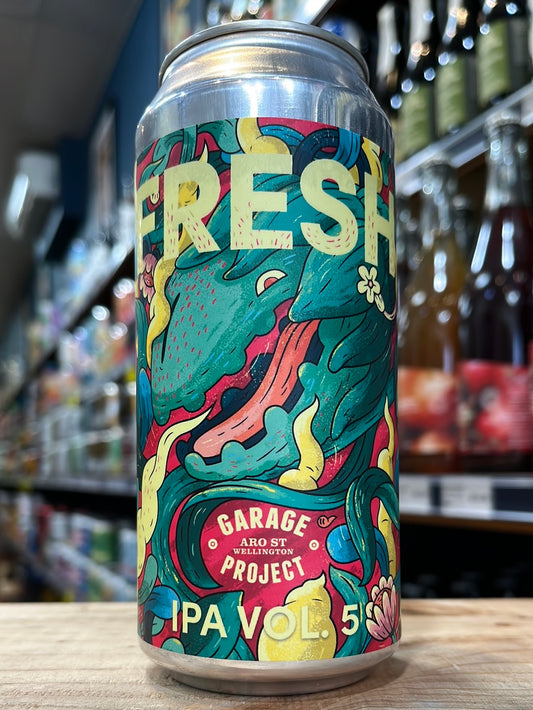 FRESH
GARAGE
ARO ST
WELLINGTON
PROJECT
IPA VOL. 5